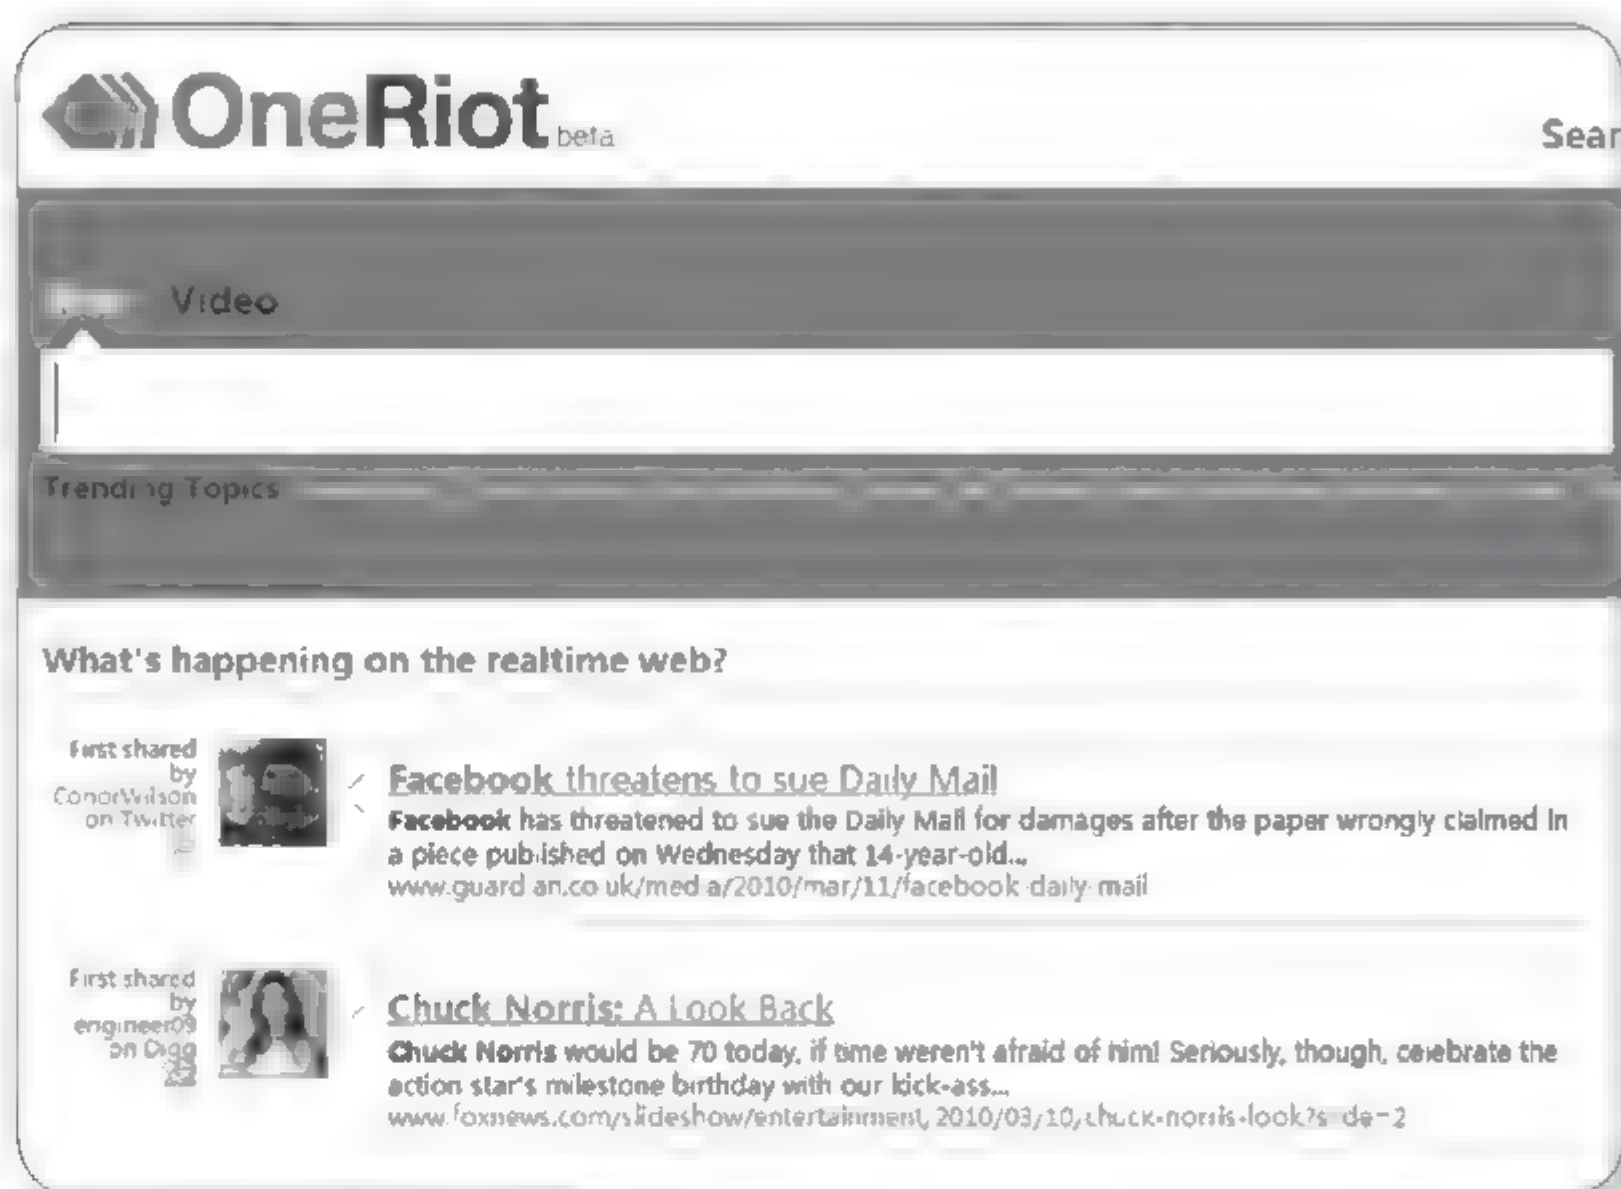 OneRiot beta
Sear
Video
Trending Topics
What's happening on the realtime web?
First shared
by
ConorWilson
on Twitter
Facebook threatens to sue Daily Mail
Facebook has threatened to sue the Daily Mail for damages after the paper wrongly claimed in
a piece published on Wednesday that 14-year-old...
www.guardian.co.uk/media/2010/mar/11/facebook-daily-mail
First shared
by
engineer09
on Digg
Chuck Norris: A Look Back
Chuck Norris would be 70 today, if time weren't afraid of him! Seriously, though, celebrate the
action star's milestone birthday with our kick-ass...
www.foxnews.com/slideshow/entertainment/2010/03/10/chuck-norris-look?slide=2